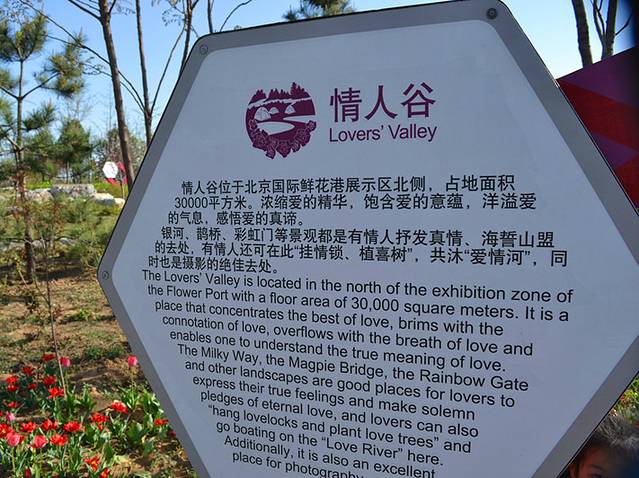 情人谷
Lovers' Valley
情人谷位于北京国际鲜花港展示区北侧，占地面积
30000平方米。浓缩爱的精华，饱含爱的意蕴，洋溢爱
的气息，感悟爱的真谛。
银河、鹊桥、彩虹门等景观都是有情人抒发真情、海誓山盟
的去处，有情人还可在此“挂情锁、植喜树”，共沐“爱情河”，同
时也是摄影的绝佳去处。
The Lovers' Valley is located in the north of the exhibition zone of
the Flower Port with a floor area of 30,000 square meters. It is a
place that concentrates the best of love, brims with the
connotation of love, overflows with the breath of love and
enables one to understand the true meaning of love.
The Milky Way, the Magpie Bridge, the Rainbow Gate
and other landscapes are good places for lovers to
express their true feelings and make solemn
pledges of eternal love, and lovers can also
"hang lovelocks and plant love trees" and
go boating on the "Love River" here.
Additionally, it is also an excellent
place for photography